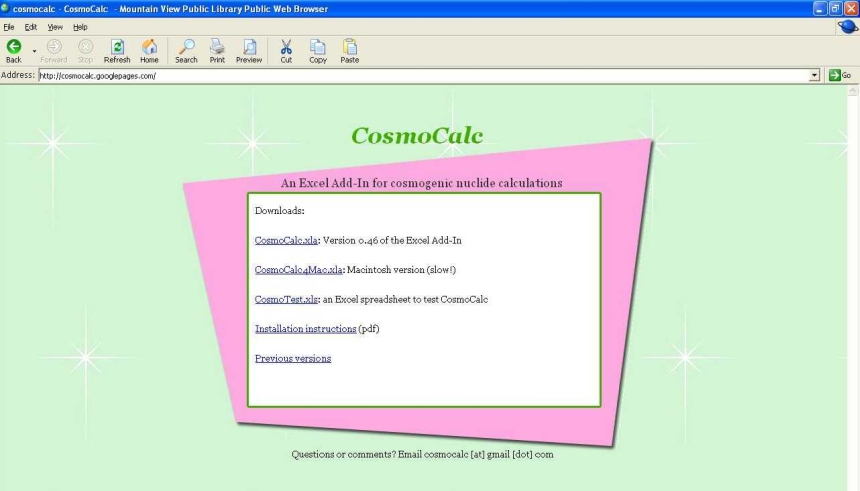 cosmocalc - CosmoCalc - Mountain View Public Library Public Web Browser
File Edit View Help
Back Forward Stop Refresh Home Search Print Preview Cut Copy Paste
Address: http://cosmocalc.googlepages.com/ Go
CosmoCalc
An Excel Add-In for cosmogenic nuclide calculations
Downloads:
CosmoCalc.xla: Version 0.46 of the Excel Add-In
CosmoCalc4Mac.xla: Macintosh version (slow!)
CosmoTest.xls: an Excel spreadsheet to test CosmoCalc
Installation instructions (pdf)
Previous versions
Questions or comments? Email cosmocalc [at] gmail [dot] com